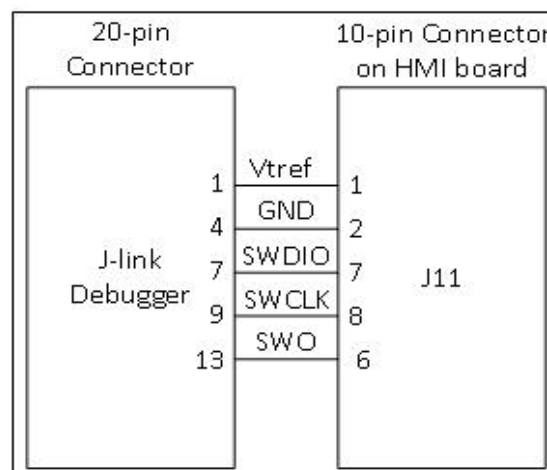 20-pin
Connector
10-pin Connector
on HMI board
J-link
Debugger
1 Vtref 1
4 GND 2
7 SWDIO 7
9 SWCLK 8
13 SWO 6
J11